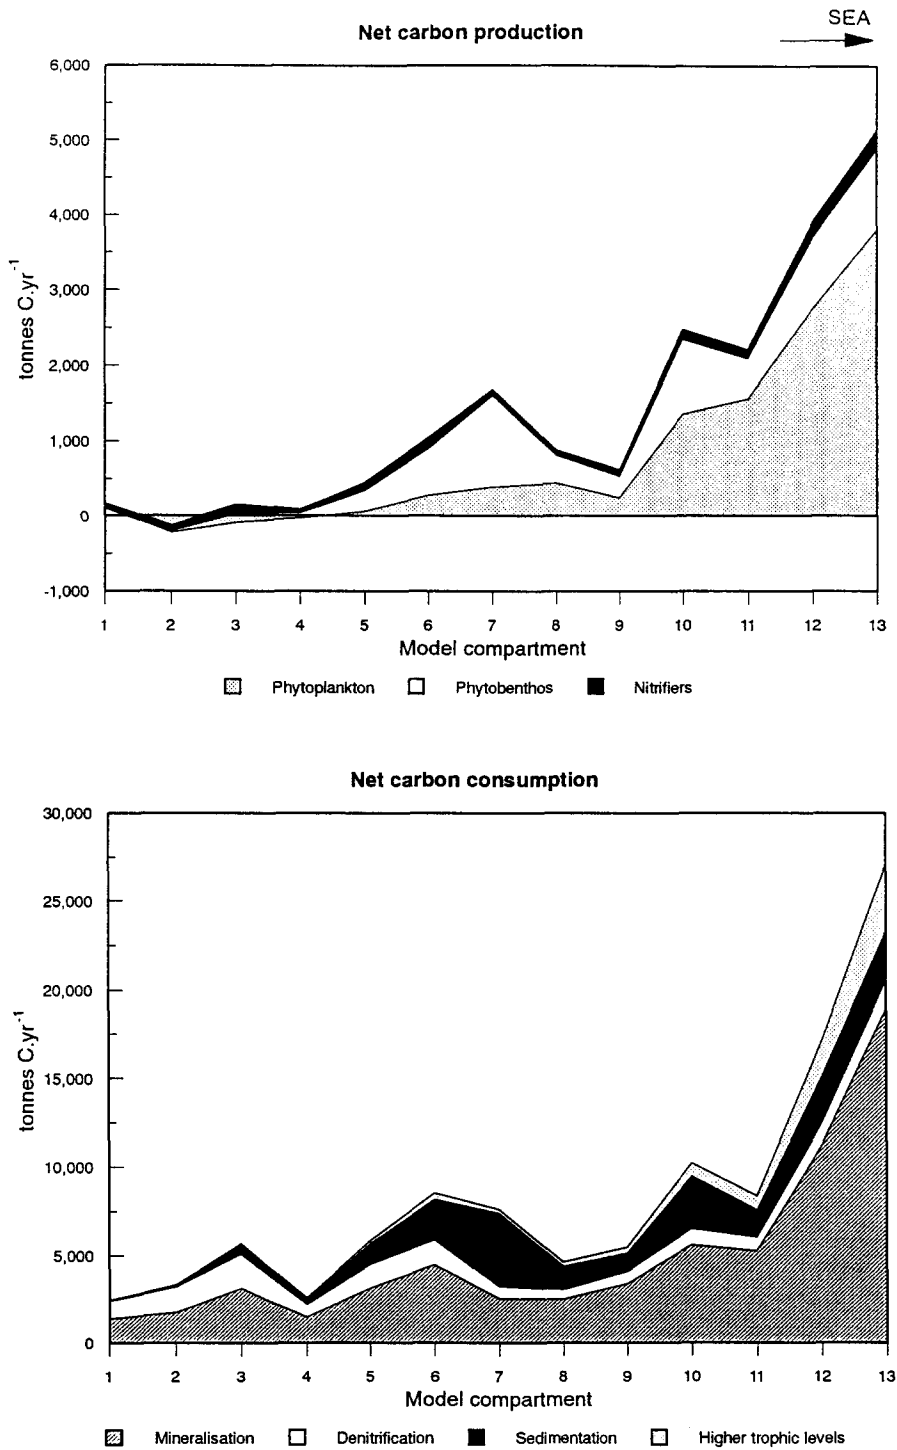 SEA
Net carbon production
6,000
5,000
4,000
3,000
2,000
1,000
0
-1,000
tonnes C.yr-1
1 2 3 4 5 6 7 8 9 10 11 12 13
Model compartment
Phytoplankton Phytobenthos Nitrifiers
Net carbon consumption
30,000
25,000
20,000
15,000
10,000
5,000
0
tonnes C.yr-1
1 2 3 4 5 6 7 8 9 10 11 12 13
Model compartment
Mineralisation Denitrification Sedimentation Higher trophic levels